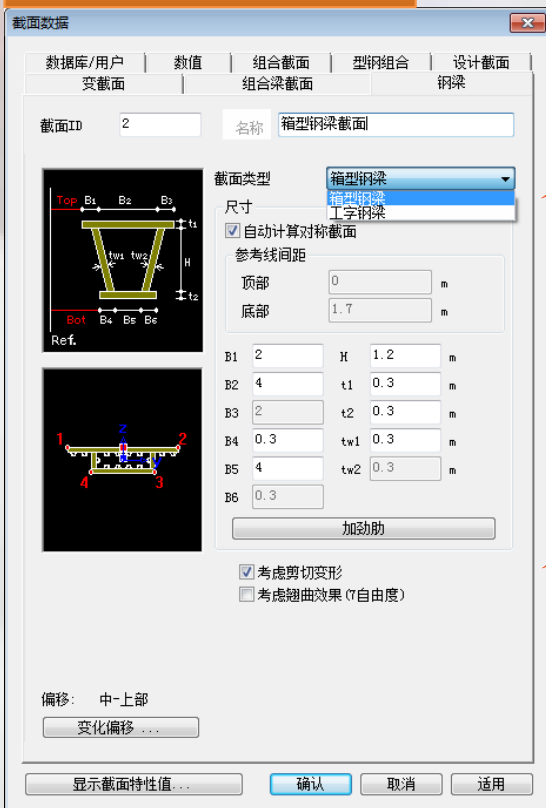 截面数据
数据库/用户 数值 组合截面 型钢组合 设计截面
变截面 组合梁截面 钢梁
截面ID 2 名称 箱型钢梁截面
截面类型 箱型钢梁
箱型钢梁
工字钢梁
尺寸
自动计算对称截面
参考线间距
顶部 0 m
底部 1.7 m
B1 2 H 1.2 m
B2 4 t1 0.3 m
B3 2 t2 0.3 m
B4 0.3 tw1 0.3 m
B5 4 tw2 0.3 m
B6 0.3
加劲肋
考虑剪切变形
考虑翘曲效果(7自由度)
Top B1 B2 B3
t1
tw1 tw2 H
t2
Bot B4 B5 B6
Ref.
z
1 2
y
4 3
偏移: 中-上部
变化偏移 ...
显示截面特性值... 确认 取消 适用